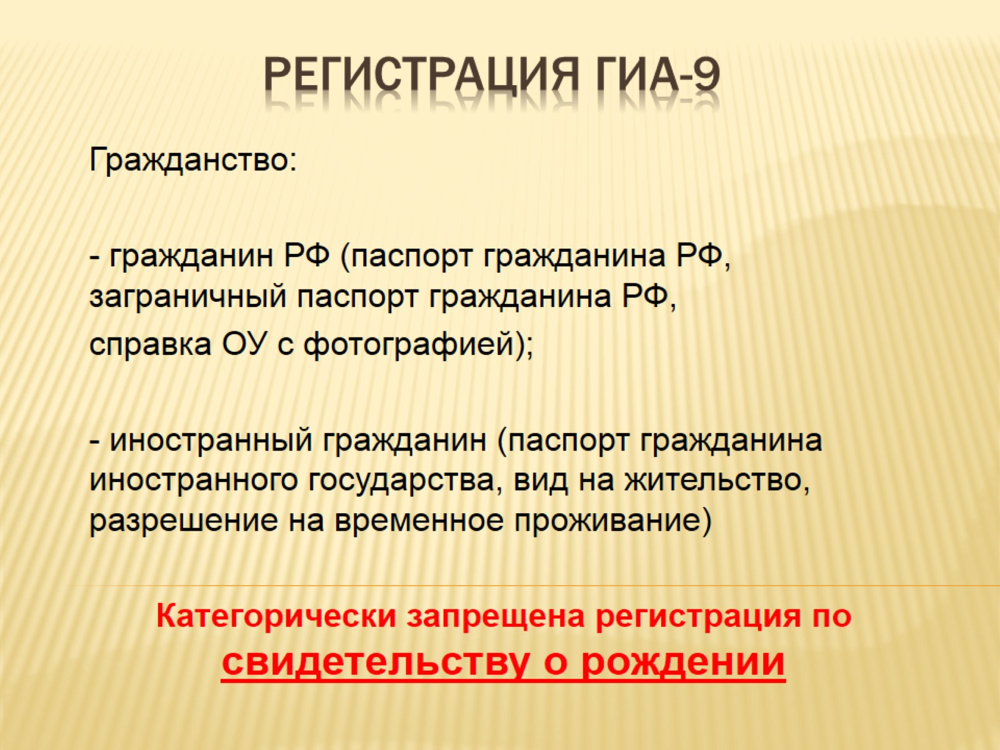 РЕГИСТРАЦИЯ ГИА-9
Гражданство:
- гражданин РФ (паспорт гражданина РФ,
заграничный паспорт гражданина РФ,
справка ОУ с фотографией);
- иностранный гражданин (паспорт гражданина
иностранного государства, вид на жительство,
разрешение на временное проживание)
Категорически запрещена регистрация по
свидетельству о рождении